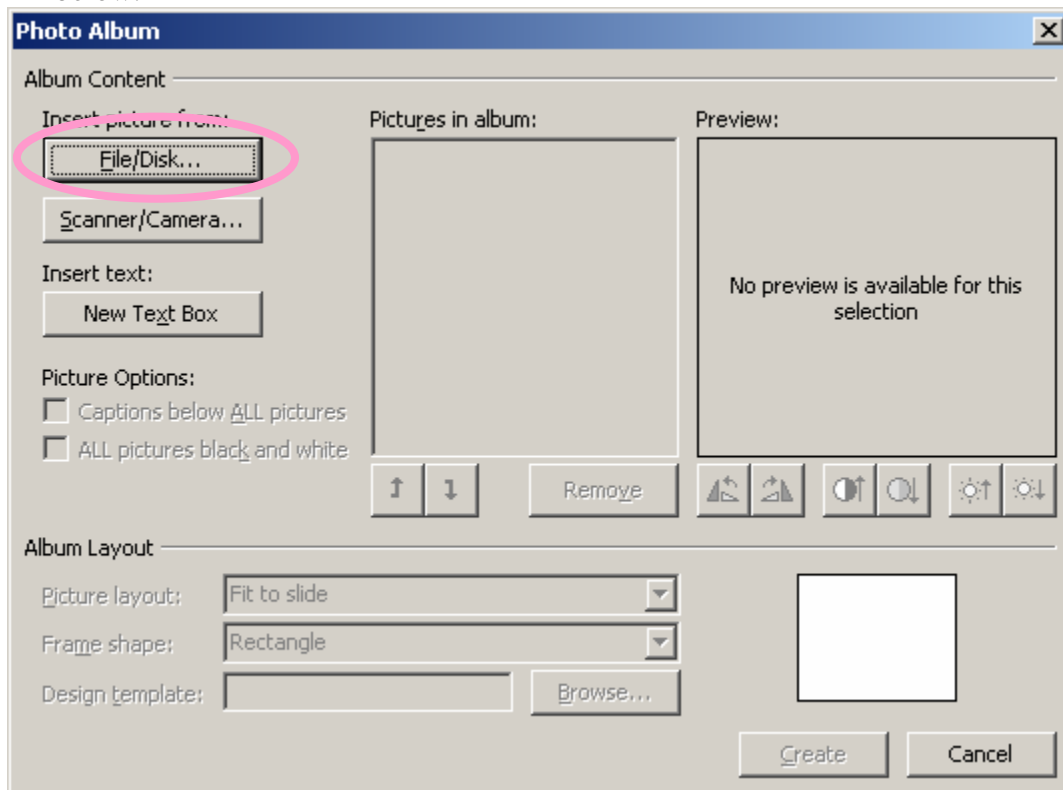 Photo Album
Album Content
Insert picture from:
Pictures in album:
Preview:
File/Disk...
Scanner/Camera...
Insert text:
New Text Box
No preview is available for this
selection
Picture Options:
Captions below ALL pictures
ALL pictures black and white
Remove
Album Layout
Picture layout:
Fit to slide
Frame shape:
Rectangle
Design template:
Browse...
Create
Cancel